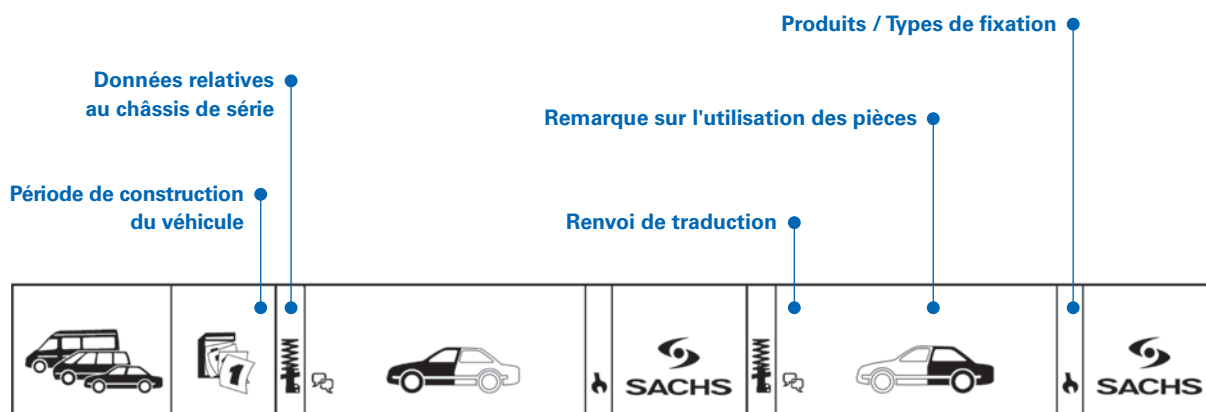 Produits / Types de fixation
Données relatives
au châssis de série
Remarque sur l'utilisation des pièces
Période de construction
du véhicule
Renvoi de traduction
1
SACHS
SACHS